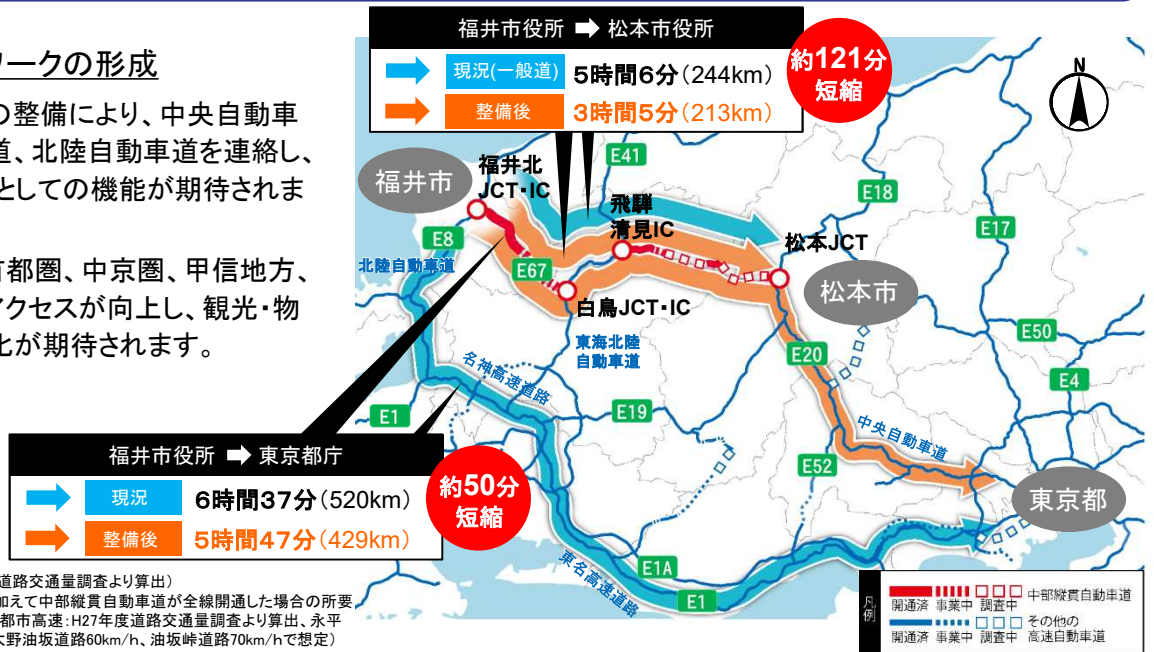 ワークの形成
の整備により、中央自動車
道、北陸自動車道を連絡し、
としての機能が期待されま
首都圏、中京圏、甲信地方、
アクセスが向上し、観光・物
化が期待されます。
福井市役所 ➡ 松本市役所
現況(一般道) 5時間6分(244km)
整備後 3時間5分(213km)
約121分
短縮
N
福井市
福井北
JCT・IC
E41
飛騨
清見IC
E18
E17
松本JCT
松本市
E8
北陸自動車道
E67
白鳥JCT・IC
東海北陸
自動車道
E50
E4
E20
名神高速道路
E19
E1
中央自動車道
E52
東京都
福井市役所 ➡ 東京都庁
現況 6時間37分(520km)
整備後 5時間47分(429km)
約50分
短縮
E1A
東名高速道路
E1
道路交通量調査より算出)
加えて中部縦貫自動車道が全線開通した場合の所要
都市高速:H27年度道路交通量調査より算出、永平
大野油坂道路60km/h、油坂峠道路70km/hで想定)
凡例
中部縦貫自動車道
開通済 事業中 調査中
その他の
高速自動車道
開通済 事業中 調査中